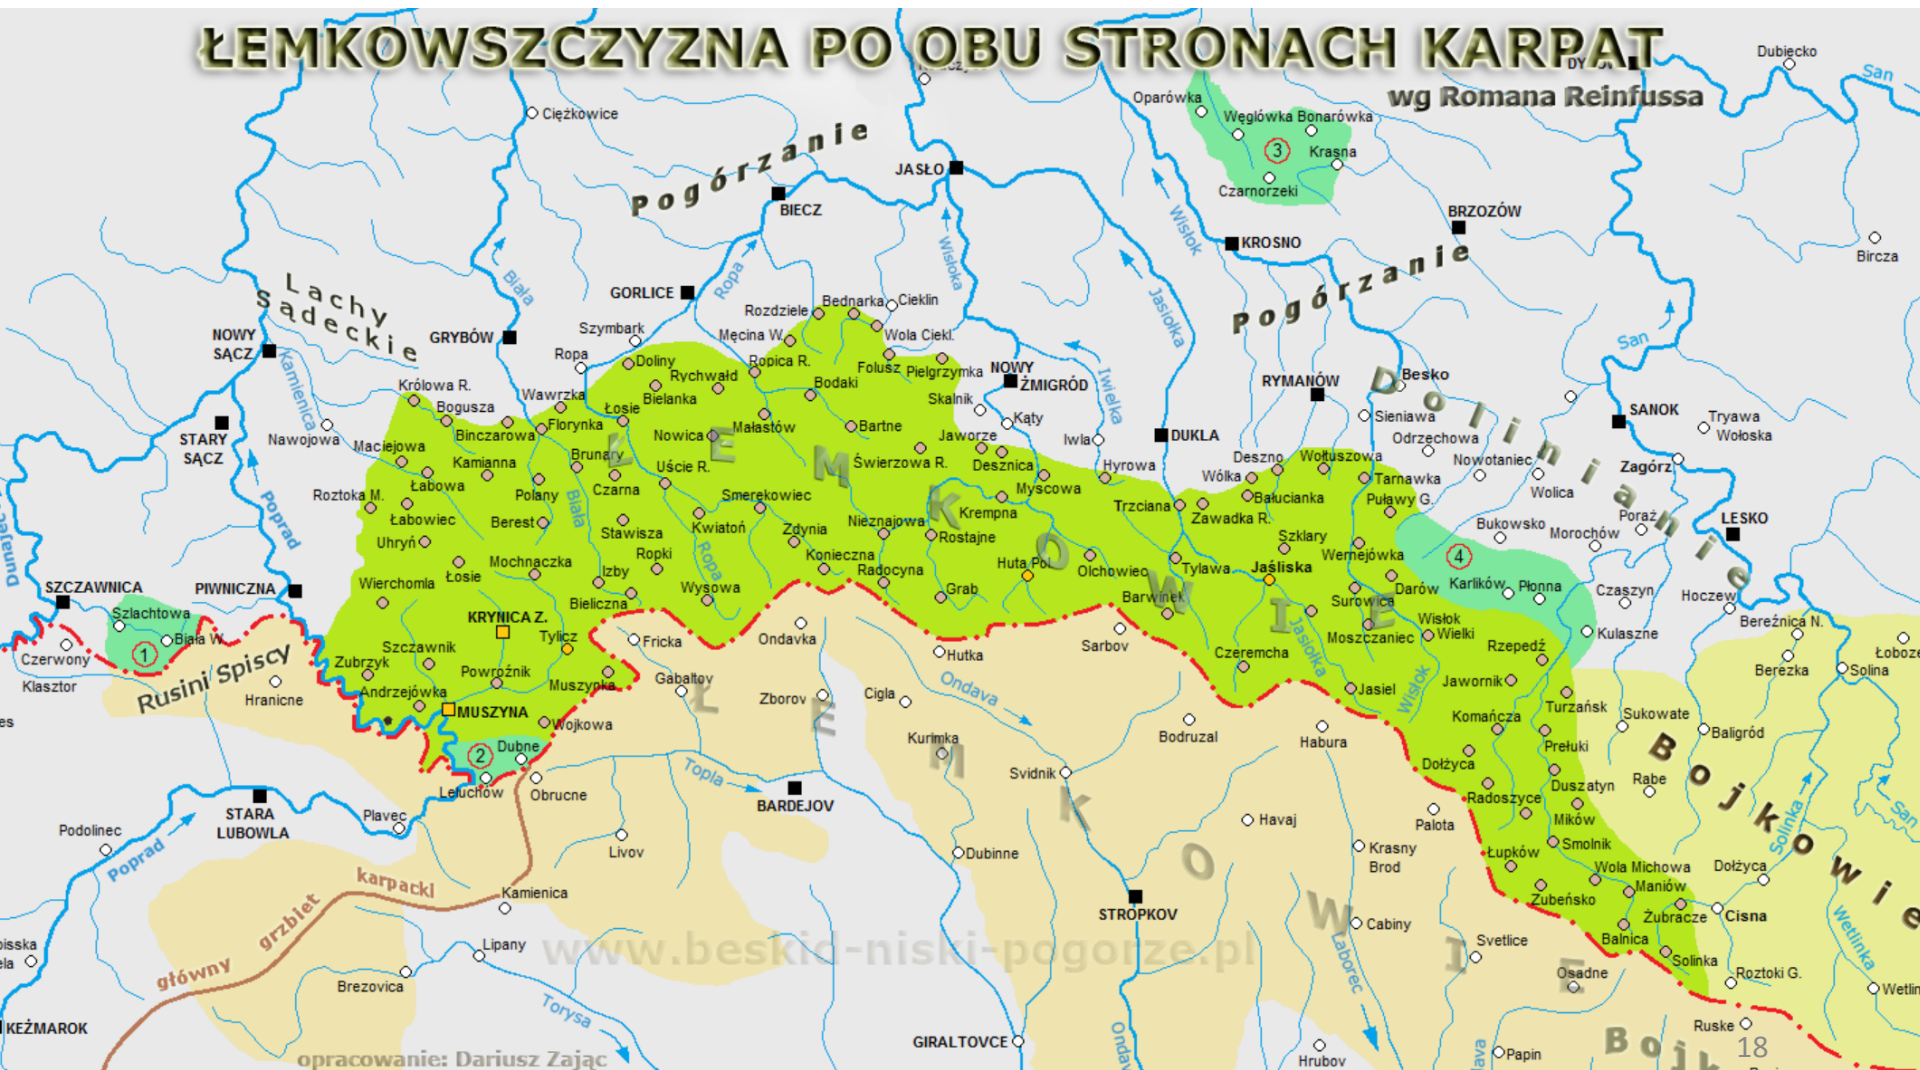 ŁEMKOWSZCZYZNA PO OBU STRONACH KARPAT
wg Romana Reinfussa
Dubiecko
San
Oparówka
Węglówka Bonarówka
3
Krasna
Czarnorzeki
Ciężkowice
Pogórzanie
JASŁO
BIECZ
BRZOZÓW
Wisłok
KROSNO
Bircza
Biała
Ropa
Wisłoka
Jasiołka
Pogórzanie
Lachy
Sądeckie
GORLICE
Bednarka
Cieklin
Rozdziele
NOWY
SĄCZ
GRYBÓW
Szymbark
Męcina W.
Wola Ciekl.
San
Kamienica
Ropa
Doliny
Ropica R.
Folusz
Pielgrzymka
NOWY
ŻMIGRÓD
Iwielka
RYMANÓW
Besko
Dolinianie
Królowa R.
Wawrzka
Rychwałd
Bielanka
Bodaki
Skalnik
Bogusza
Łosie
Kąty
Sieniawa
SANOK
Tryawa
Wołoska
STARY
SĄCZ
Nawojowa
Binczarowa
Florynka
Nowica
Małastów
Bartne
Jaworze
Iwla
DUKLA
Odrzechowa
Maciejowa
Kamianna
Brunary
Uście R.
Świerzowa R.
Desznica
Hyrowa
Deszno
Wołtuszowa
Nowotaniec
Zagórz
Łabowa
Czarna
Smerekowiec
Myscowa
Wólka
Tarnawka
Wolica
Roztoka M.
Polany
Biała
Krempna
Trzciana
Bałucianka
Puławy G.
Poraż
LESKO
Poprad
Łabowiec
Berest
Stawisza
Kwiatoń
Zdynia
Nieznajowa
Rostajne
Zawadka R.
Bukowsko
Morochów
Dunajec
Uhryń
Mochnaczka
Ropki
Ropa
Konieczna
Szklary
Wernejówka
4
Łosie
Izby
Radocyna
Huta Pol.
Olchowiec
Tylawa
Jaśliska
Darów
Karlików
Płonna
Czaszyn
SZCZAWNICA
PIWNICZNA
Wierchomla
Bieliczna
Wysowa
Grab
Barwinek
Surowica
Hoczew
Szlachtowa
KRYNICA Z.
Wisłok
Wielki
Bereźnica N.
Biała W.
Tylicz
Fricka
Ondavka
Moszczaniec
Kulaszne
ŁEMKOWIE
Czerwony
Klasztor
1
Szczawnik
Hutka
Sarbov
Czeremcha
Jasiołka
Rzepedź
Łoboze
Rusini Spiscy
Zubrzyk
Powroźnik
Berezka
Solina
Hranicne
Andrzejówka
Muszynka
Gabaltov
Zborov
Cigla
Ondava
Jasiel
Wisłok
Jawornik
Turzańsk
MUSZYNA
Wojkowa
Komańcza
Sukowate
Baligród
Kurimka
Bodruzal
Habura
Prełuki
2
Dubne
Topla
Svidnik
Dołżyca
Rąbe
Bojkowie
Leluchów
Obrucne
BARDEJOV
Radoszyce
Duszatyn
Solinka
San
STARA
LUBOWLA
Plavec
Mików
Podolinec
Havaj
Palota
Smolnik
Poprad
Livov
Dubinne
Krasny
Brod
Łupków
Wola Michowa
Dołżyca
karpacki
Maniów
grzbiet
Kamienica
STROPKOV
Zubeńsko
Żubracze
Cisna
Wetlinka
główny
ŁEMKOWIE
Cabiny
Balnica
Lipany
www.beskid-niski-pogorze.pl
Laborec
Svetlice
Solinka
Osadne
Roztoki G.
Brezovica
Wetlin
Torysa
KEŻMAROK
GIRALTOVCE
Ondava
Ruske
18
opracowanie: Dariusz Zając
Hrubov
Papin